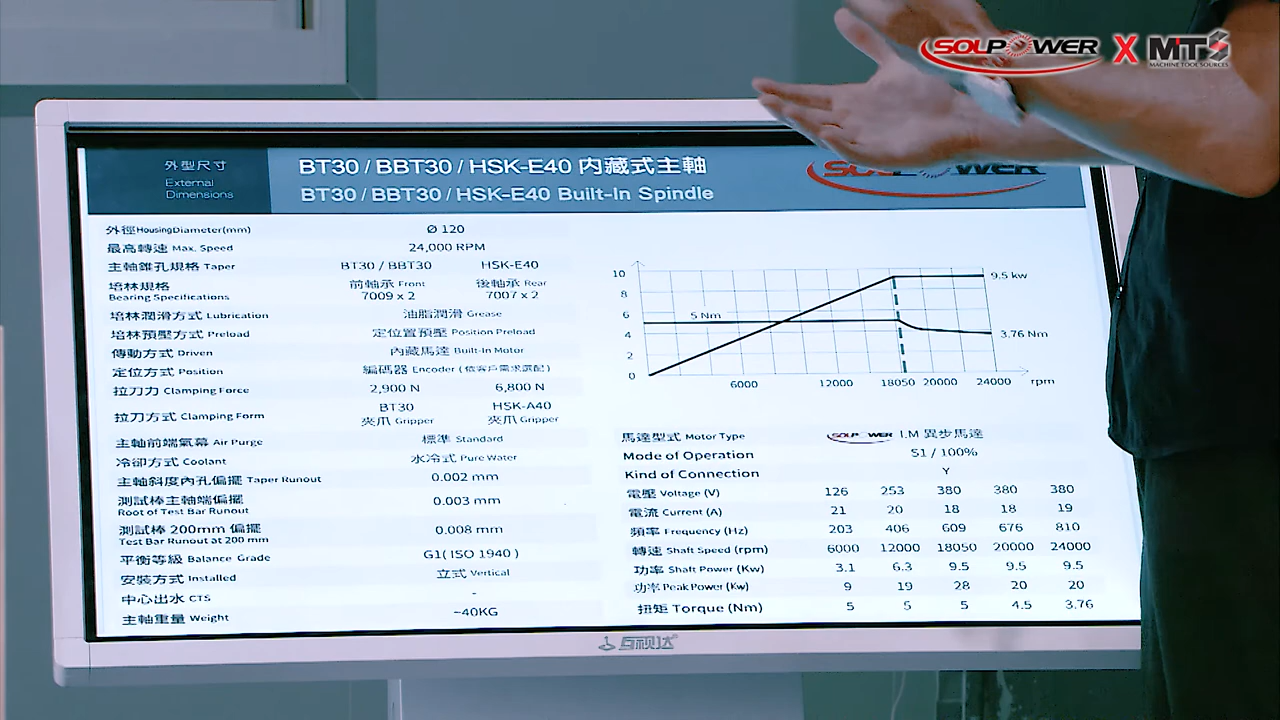 SOLPOWER X MTS
MACHINE TOOL SOURCES
外型尺寸
External
Dimensions
BT30 / BBT30 / HSK-E40 內藏式主軸
BT30 / BBT30 / HSK-E40 Built-In Spindle
SOLPOWER
外徑 Housing Diameter(mm) Ø 120
最高轉速 Max. Speed 24,000 RPM
主軸錐孔規格 Taper BT30 / BBT30 HSK-E40
培林規格 前軸承 Front 後軸承 Rear
Bearing Specifications 7009 x 2 7007 x 2
培林潤滑方式 Lubrication 油脂潤滑 Grease
培林預壓方式 Preload 定位置預壓 Position Preload
傳動方式 Driven 內藏馬達 Built-In Motor
定位方式 Position 編碼器 Encoder ( 依客戶需求選配 )
拉刀力 Clamping Force 2,900 N 6,800 N
拉刀方式 Clamping Form BT30 HSK-A40
夾爪 Gripper 夾爪 Gripper
主軸前端氣幕 Air Purge 標準 Standard
冷卻方式 Coolant 水冷式 Pure Water
主軸斜度內孔偏擺 Taper Runout 0.002 mm
測試棒主軸端偏擺 0.003 mm
Root of Test Bar Runout
測試棒 200mm 偏擺 0.008 mm
Test Bar Runout at 200 mm
平衡等級 Balance Grade G1( ISO 1940 )
安裝方式 Installed 立式 Vertical
中心出水 CTS -
主軸重量 Weight ~40KG
10 9.5 kw
8
6 5 Nm
4 3.76 Nm
2
0
6000 12000 18050 20000 24000 rpm
馬達型式 Motor Type SOLPOWER I.M 異步馬達
Mode of Operation S1 / 100%
Kind of Connection Y
電壓 Voltage (V) 126 253 380 380 380
電流 Current (A) 21 20 18 18 19
頻率 Frequency (Hz) 203 406 609 676 810
轉速 Shaft Speed (rpm) 6000 12000 18050 20000 24000
功率 Shaft Power (Kw) 3.1 6.3 9.5 9.5 9.5
功率 Peak Power (Kw) 9 19 28 20 20
扭矩 Torque (Nm) 5 5 5 4.5 3.76
互视达